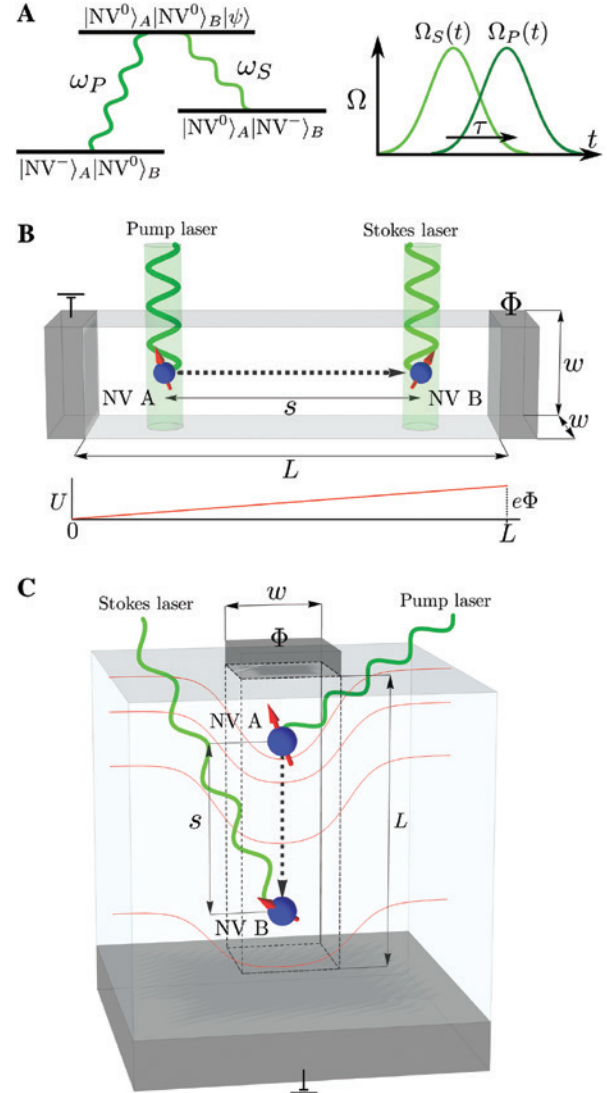 A
|NV⁰⟩_A|NV⁰⟩_B|ψ⟩
ω_P
ω_S
|NV⁰⟩_A|NV⁻⟩_B
|NV⁻⟩_A|NV⁰⟩_B
Ω_S(t) Ω_P(t)
Ω
τ
t
B
Pump laser Stokes laser
Φ
w
NV A
NV B
s
w
L
U
eΦ
0
L
C
w
Stokes laser
Pump laser
Φ
NV A
s
L
NV B